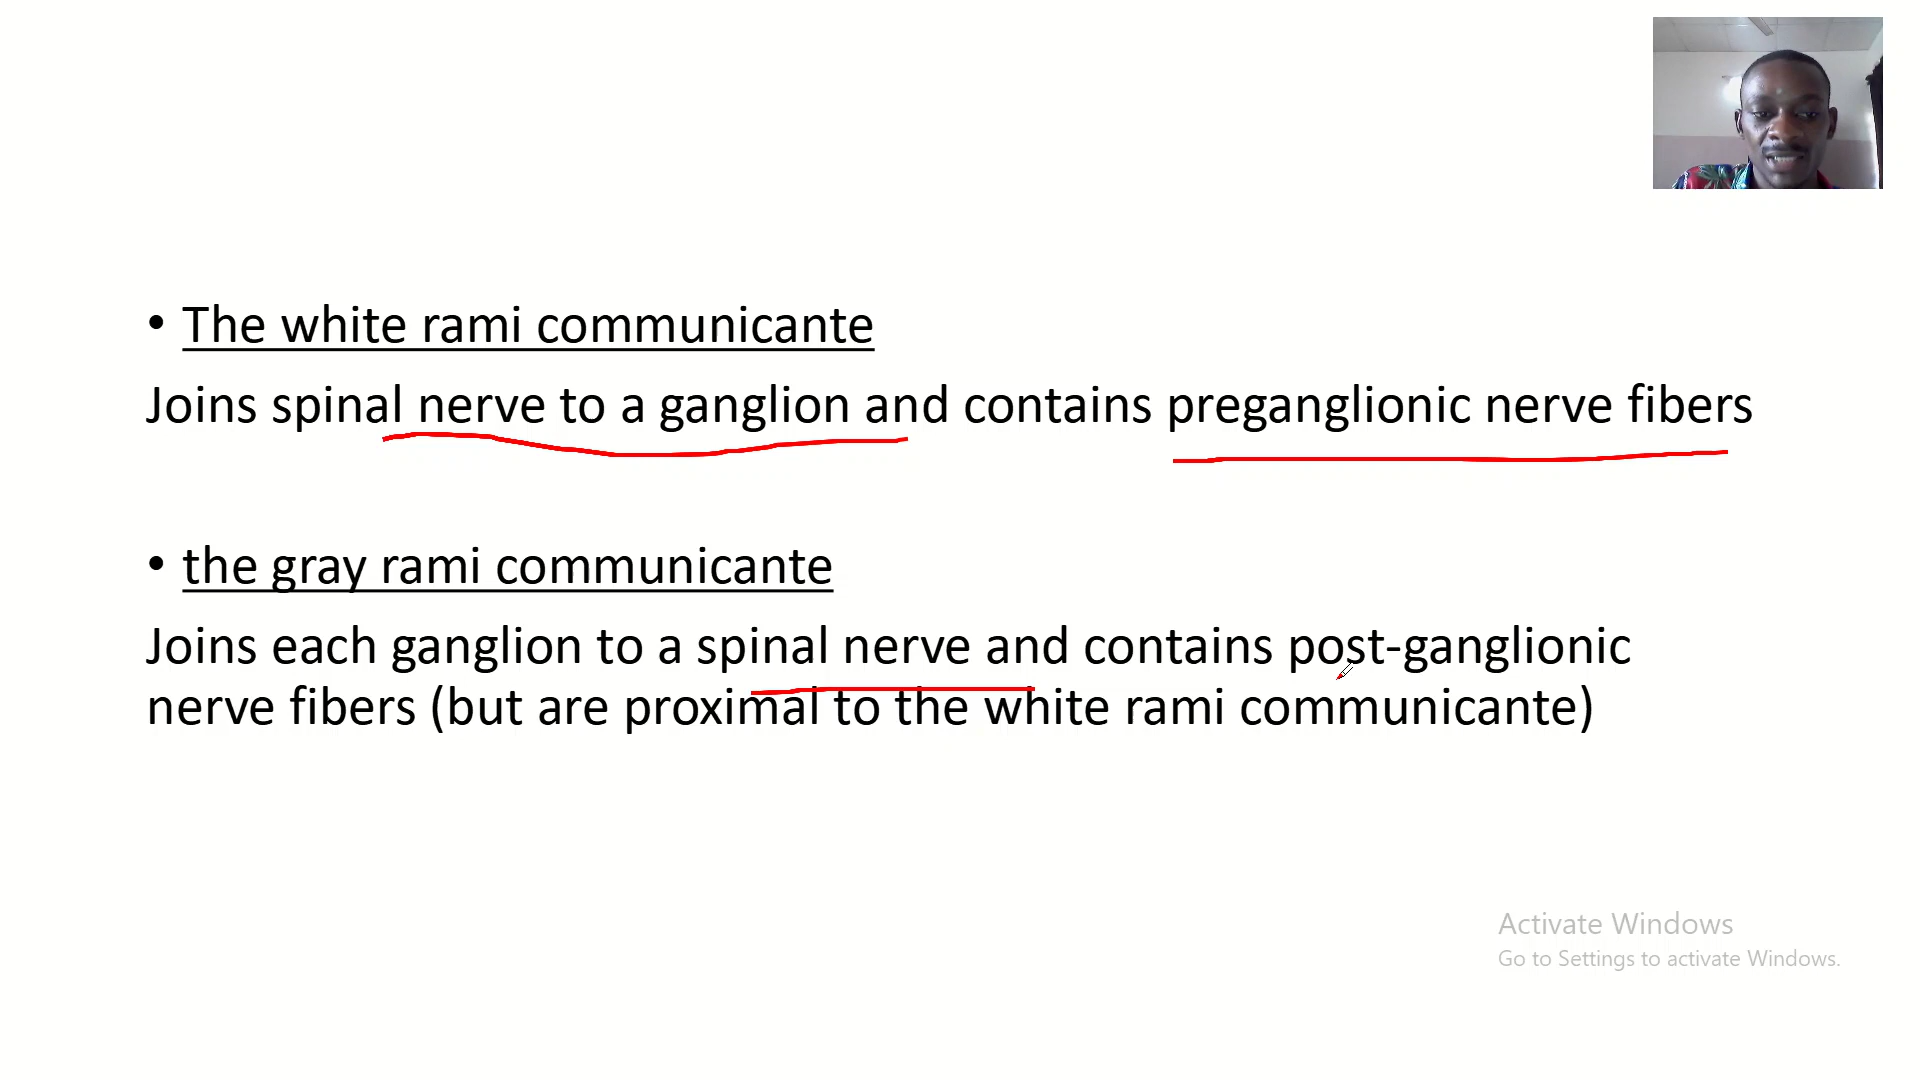 • The white rami communicante
Joins spinal nerve to a ganglion and contains preganglionic nerve fibers
• the gray rami communicante
Joins each ganglion to a spinal nerve and contains post-ganglionic
nerve fibers (but are proximal to the white rami communicante)
Activate Windows
Go to Settings to activate Windows.